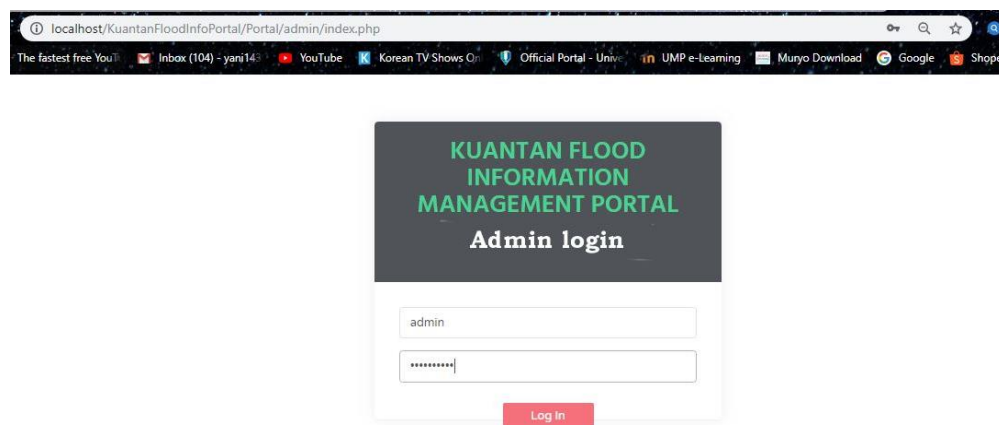 localhost/KuantanFloodInfoPortal/Portal/admin/index.php
The fastest free YouT Inbox (104) - yani143 YouTube Korean TV Shows On Official Portal - Unive UMP e-Learning Muryo Download Google Shope
KUANTAN FLOOD
INFORMATION
MANAGEMENT PORTAL
Admin login
admin
••••••••••
Log In